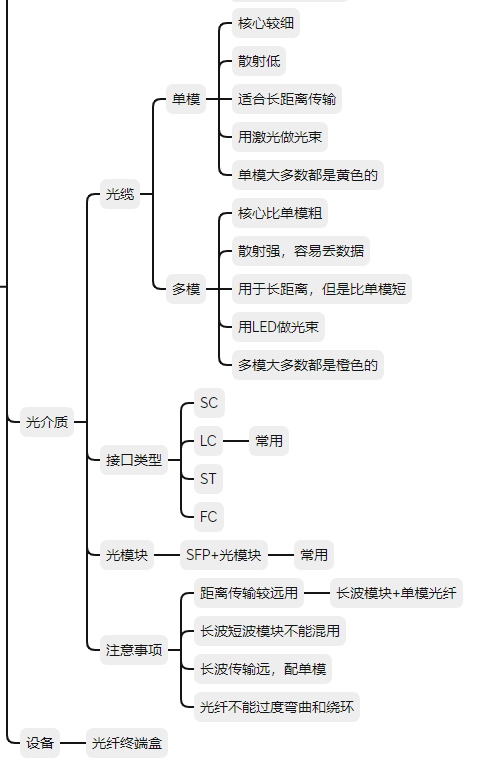 核心较细
散射低
单模
适合长距离传输
用激光做光束
单模大多数都是黄色的
光缆
核心比单模粗
散射强，容易丢数据
多模
用于长距离，但是比单模短
用LED做光束
多模大多数都是橙色的
光介质
SC
接口类型
LC
常用
ST
FC
光模块
SFP+光模块
常用
距离传输较远用
长波模块+单模光纤
长波短波模块不能混用
注意事项
长波传输远，配单模
光纤不能过度弯曲和绕环
设备
光纤终端盒